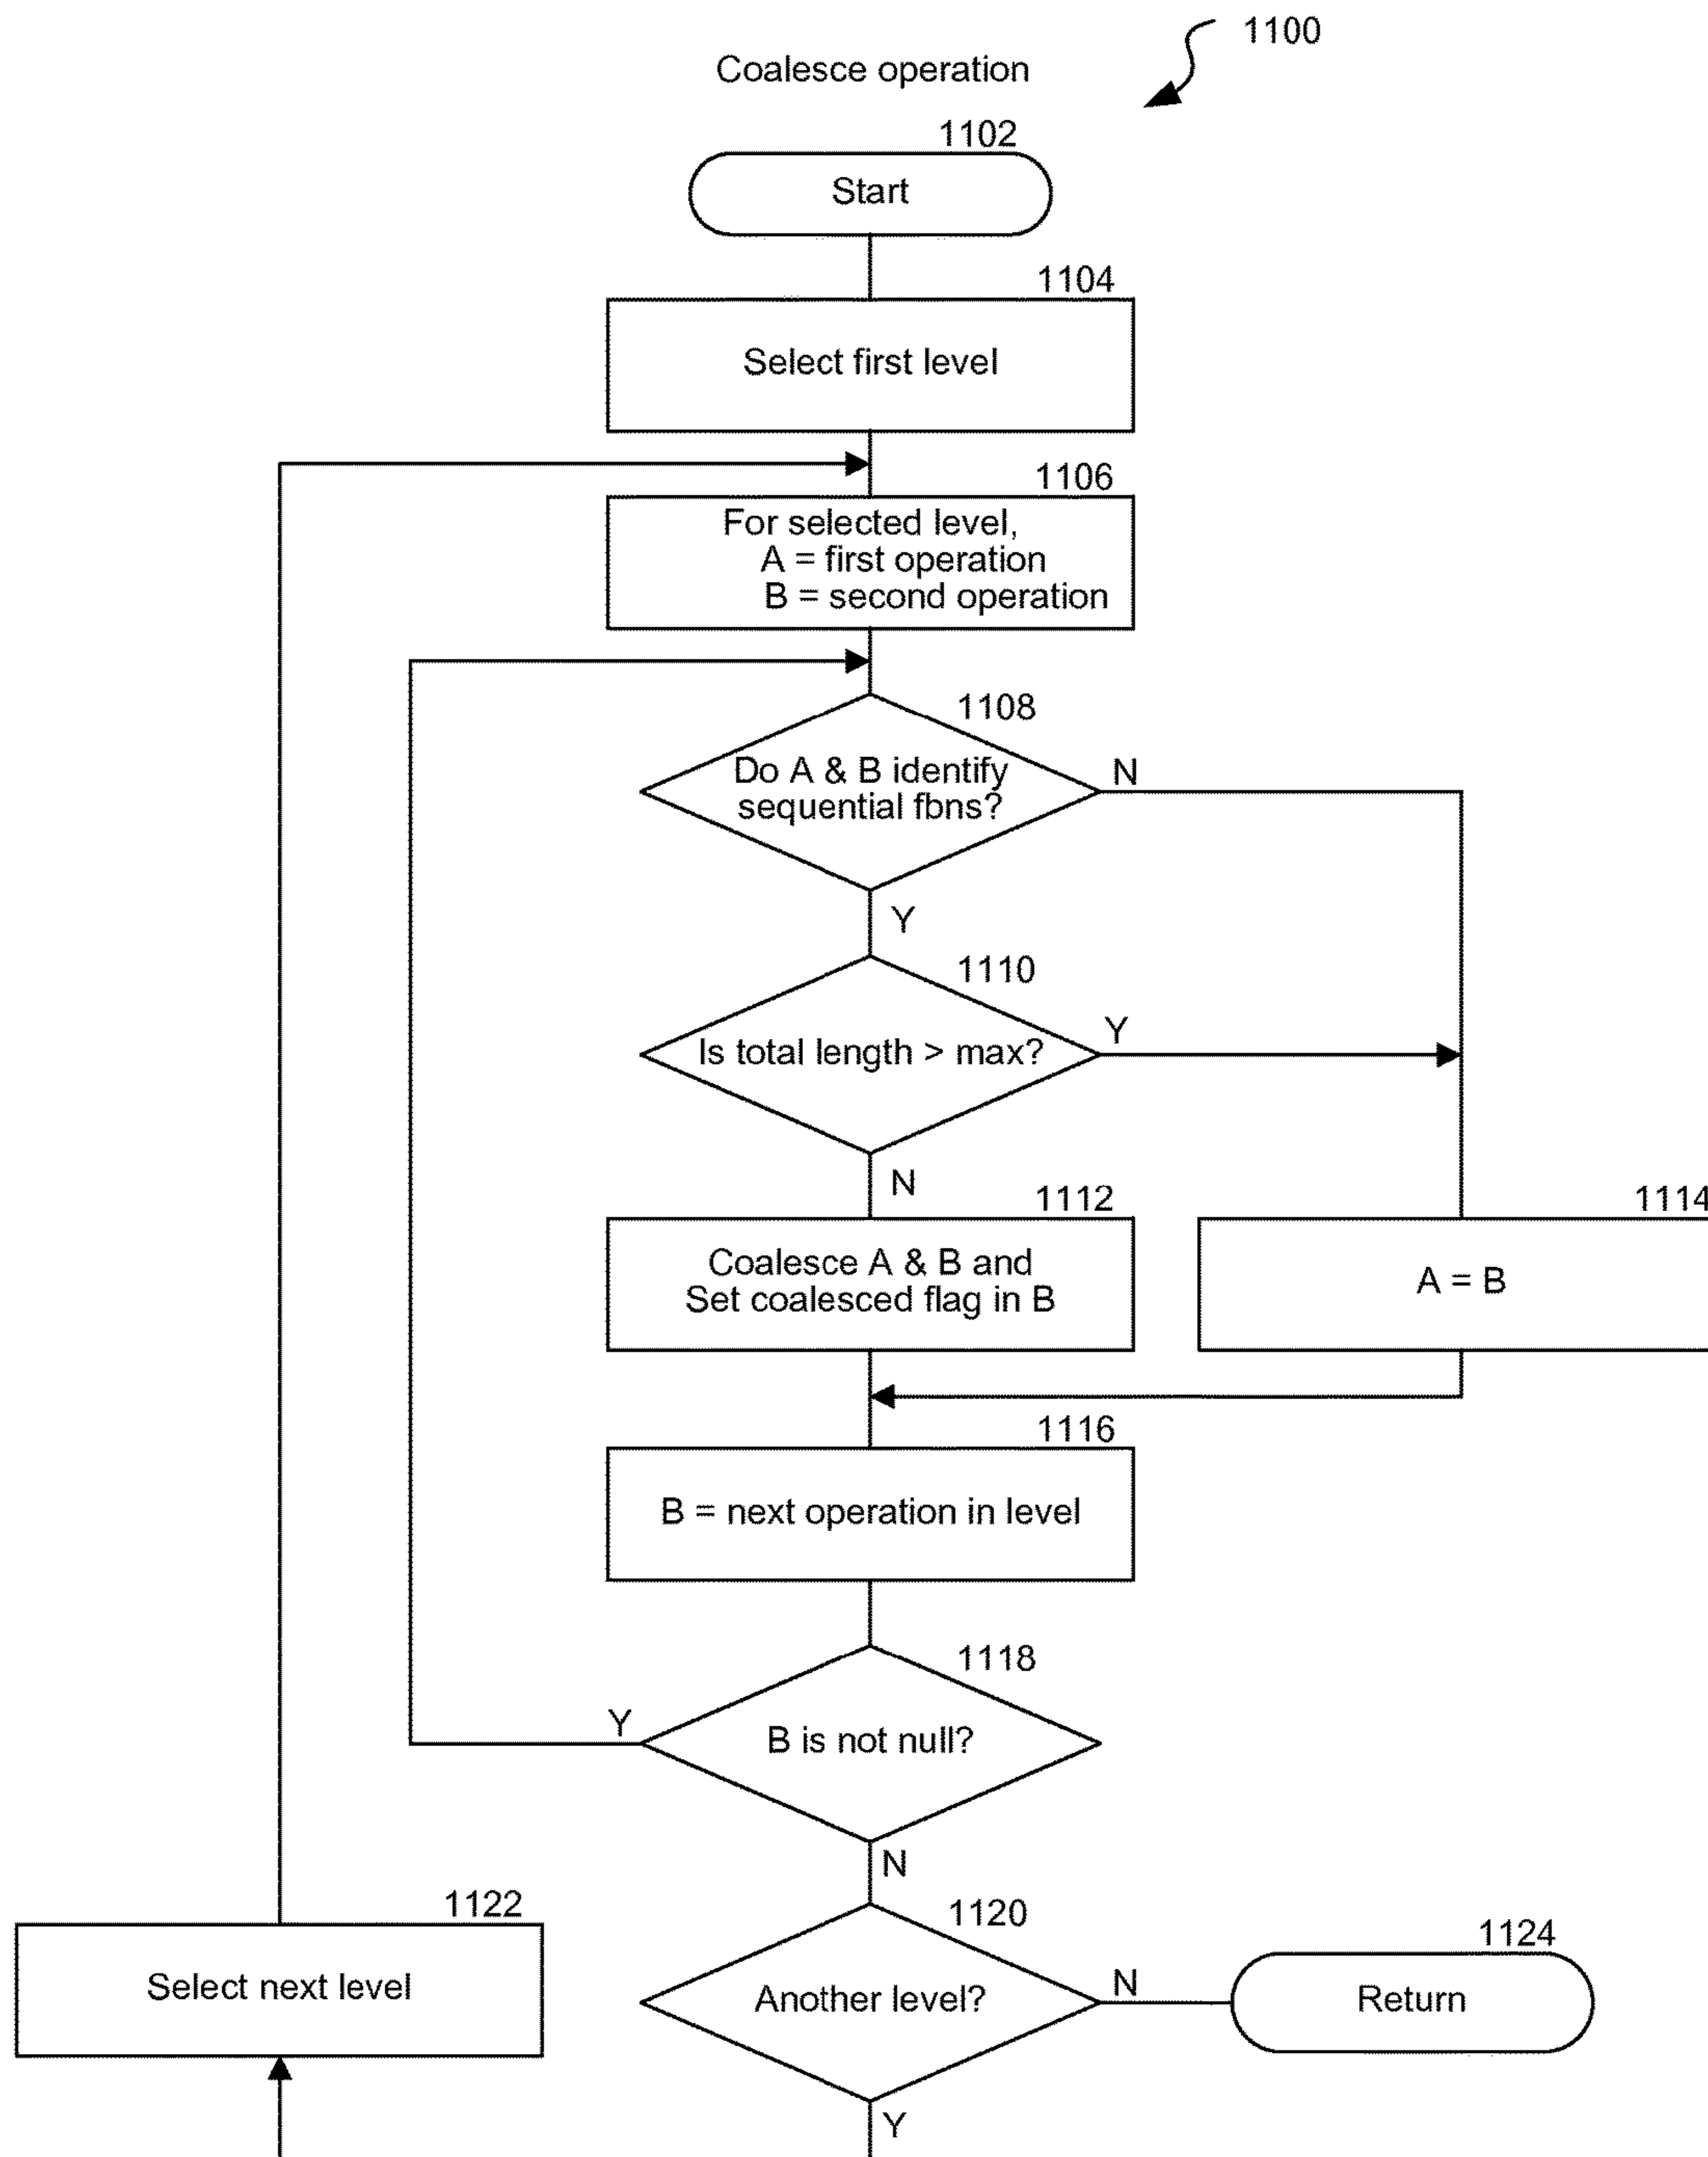 1100
Coalesce operation
1102
Start
1104
Select first level
1106
For selected level,
A = first operation
B = second operation
1108
Do A & B identify
sequential fbns?
N
Y
1110
Is total length > max?
Y
N
1112
Coalesce A & B and
Set coalesced flag in B
1114
A = B
1116
B = next operation in level
1118
B is not null?
Y
N
1120
Another level?
N
Y
1122
Select next level
1124
Return